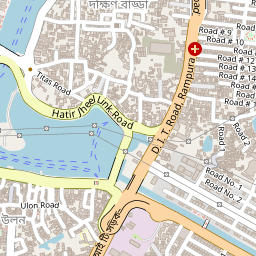 দক্ষিণ বাড্ডা
Road # 9
Road # 10
Road # 12
Road # 13
Road # 14
Titas Road
Hatir Jheel Link Road
D.I.T Road, Rampura
Road 2
Road No. 1
Road No. 2
Ulon Road
উলন